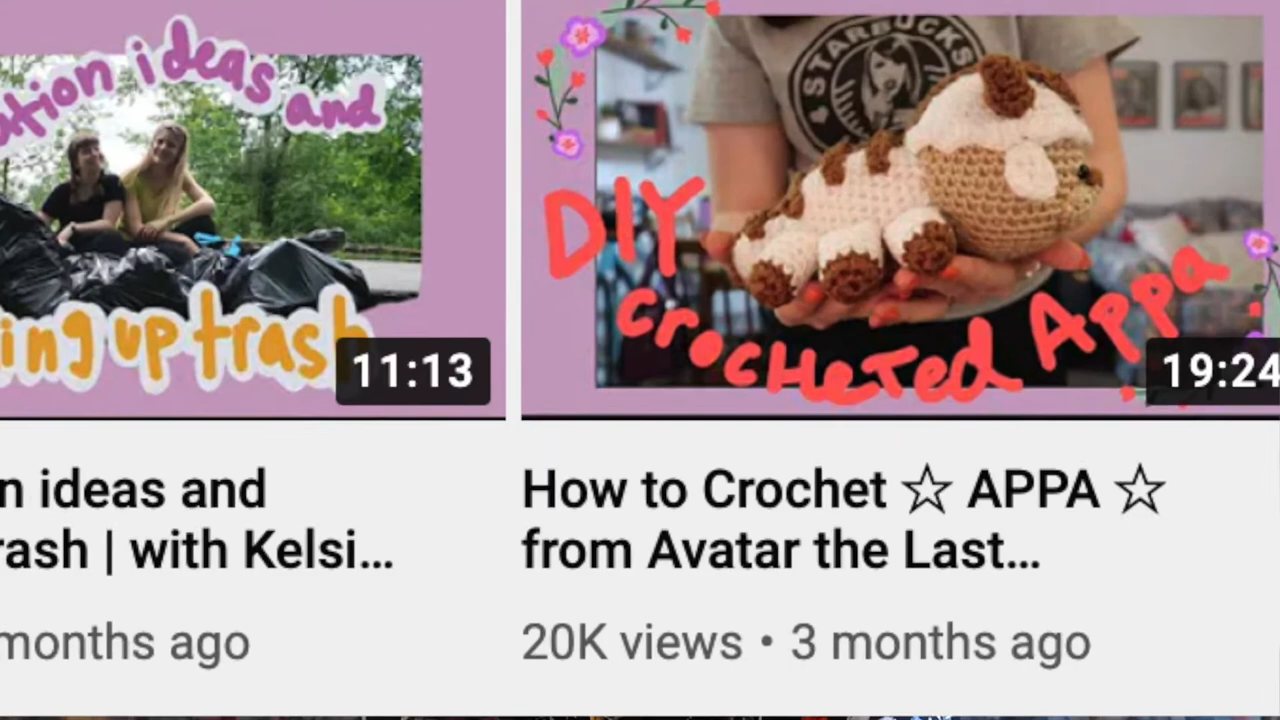 ideas and
ing up trash
11:13
STARBUCKS
DIY
crocHeTed Appa
19:24
n ideas and
rash | with Kelsi...
months ago
How to Crochet ☆ APPA ☆
from Avatar the Last...
20K views • 3 months ago